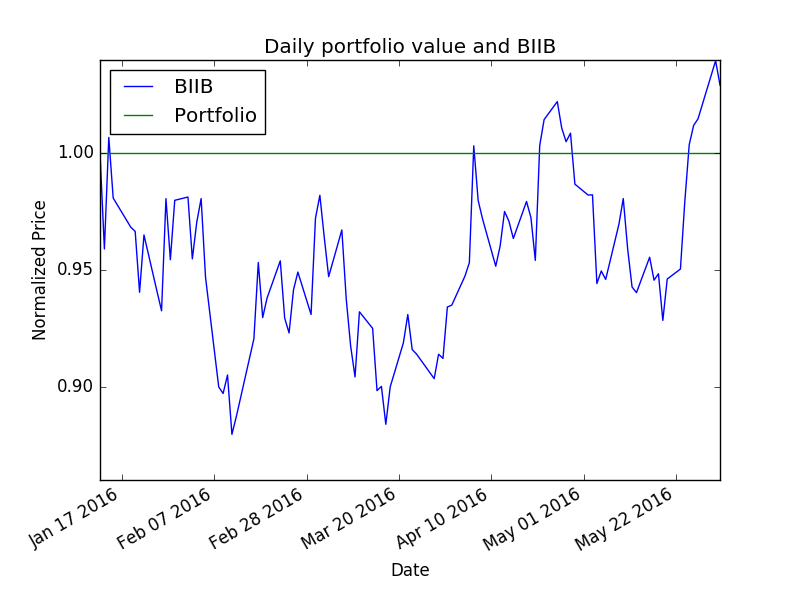 Daily portfolio value and BIIB
BIIB
Portfolio
1.00
0.95
0.90
Normalized Price
Jan 17 2016
Feb 07 2016
Feb 28 2016
Mar 20 2016
Apr 10 2016
May 01 2016
May 22 2016
Date